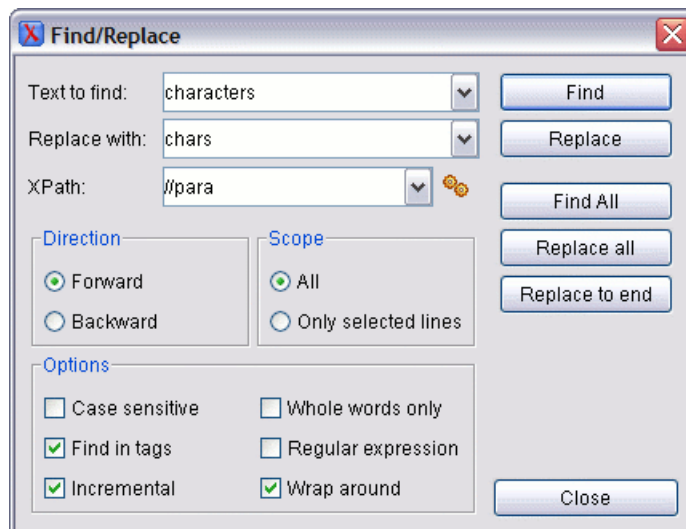 Find/Replace
Text to find: characters Find
Replace with: chars Replace
XPath: //para
Find All
Direction Scope Replace all
Forward All
Replace to end
Backward Only selected lines
Options
Case sensitive Whole words only
Find in tags Regular expression
Incremental Wrap around Close